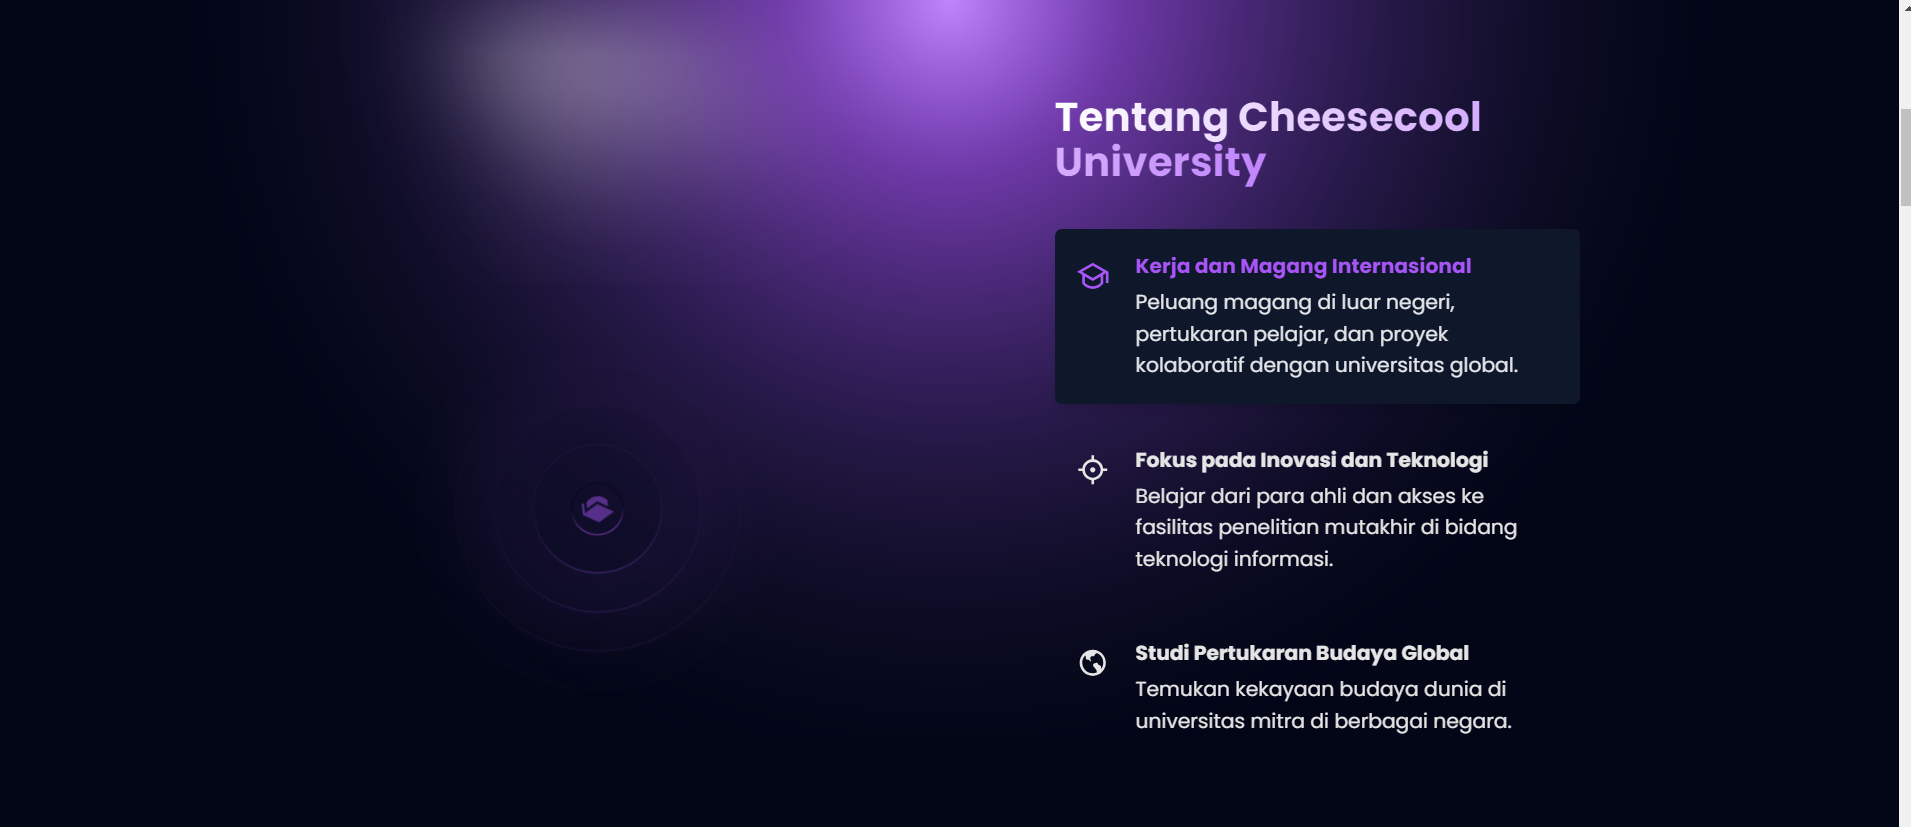 Tentang Cheesecool
University
Kerja dan Magang Internasional
Peluang magang di luar negeri,
pertukaran pelajar, dan proyek
kolaboratif dengan universitas global.
Fokus pada Inovasi dan Teknologi
Belajar dari para ahli dan akses ke
fasilitas penelitian mutakhir di bidang
teknologi informasi.
Studi Pertukaran Budaya Global
Temukan kekayaan budaya dunia di
universitas mitra di berbagai negara.